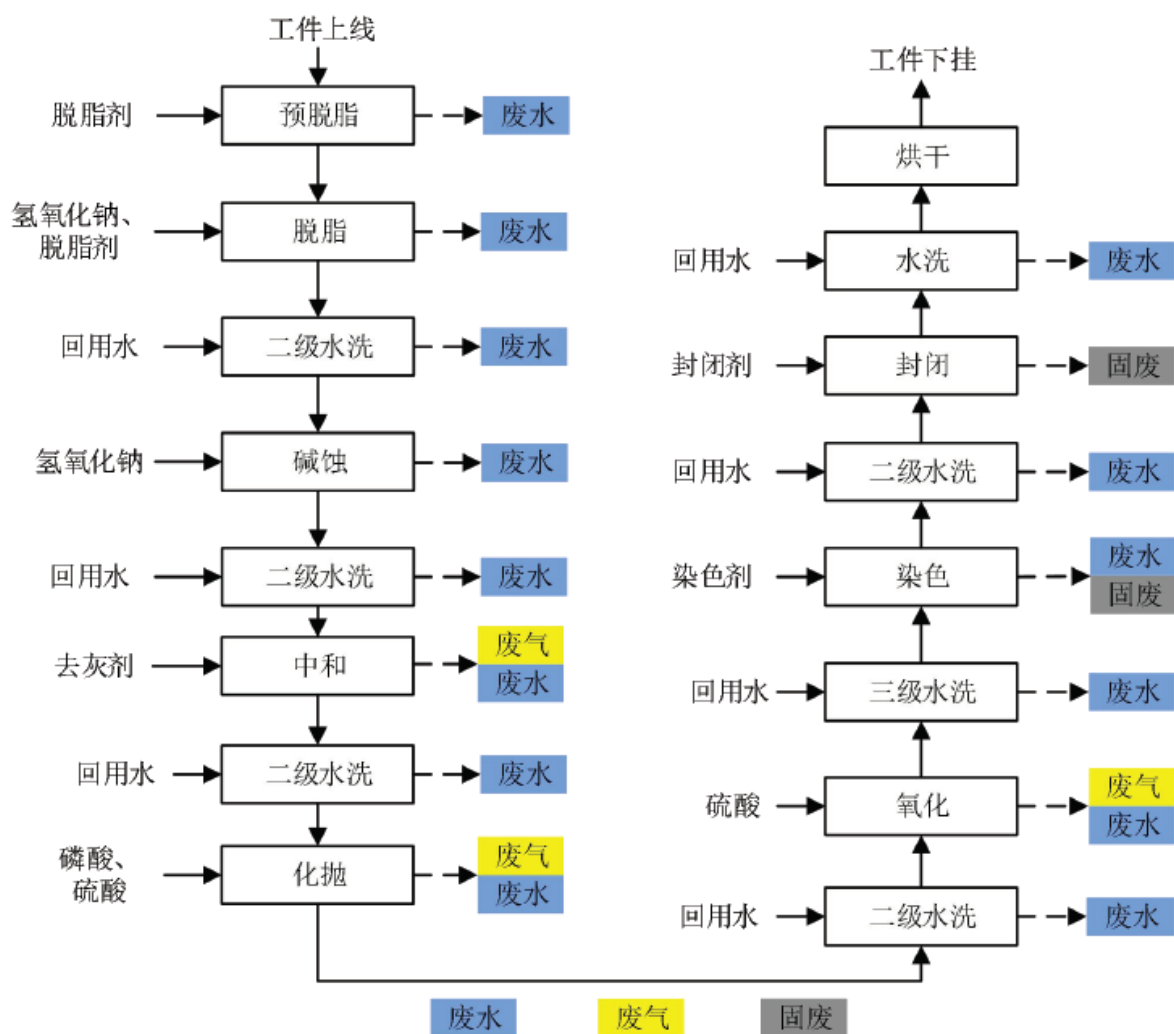 工件上线
脱脂剂
预脱脂
废水
氢氧化钠、
脱脂剂
脱脂
废水
回用水
二级水洗
废水
氢氧化钠
碱蚀
废水
回用水
二级水洗
废水
去灰剂
中和
废气
废水
回用水
二级水洗
废水
磷酸、
硫酸
化抛
废气
废水
工件下挂
烘干
回用水
水洗
废水
封闭剂
封闭
固废
回用水
二级水洗
废水
染色剂
染色
废水
固废
回用水
三级水洗
废水
硫酸
氧化
废气
废水
回用水
二级水洗
废水
废水
废气
固废